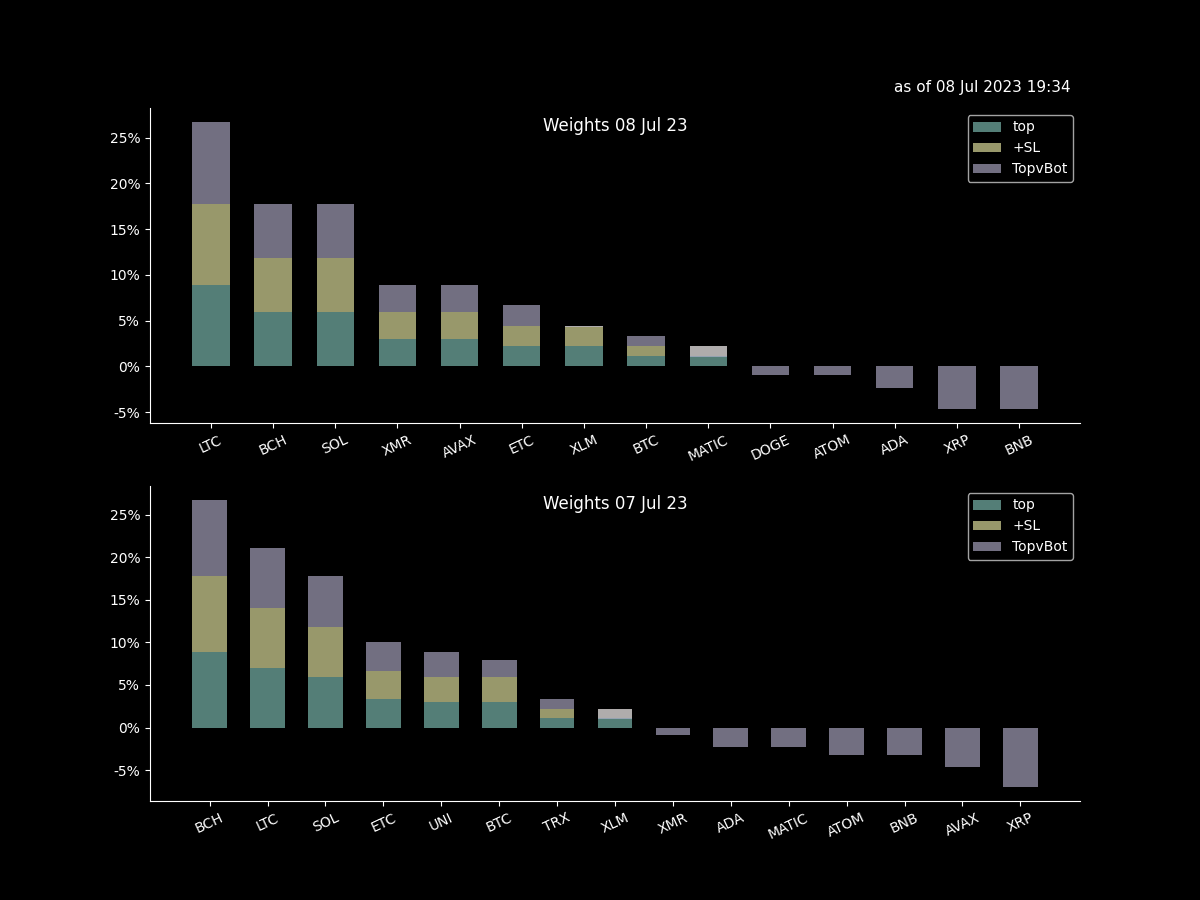 as of 08 Jul 2023 19:34
Weights 08 Jul 23
top
+SL
TopvBot
25%
20%
15%
10%
5%
0%
-5%
LTC BCH SOL XMR AVAX ETC XLM BTC MATIC DOGE ATOM ADA XRP BNB
Weights 07 Jul 23
top
+SL
TopvBot
25%
20%
15%
10%
5%
0%
-5%
BCH LTC SOL ETC UNI BTC TRX XLM XMR ADA MATIC ATOM BNB AVAX XRP